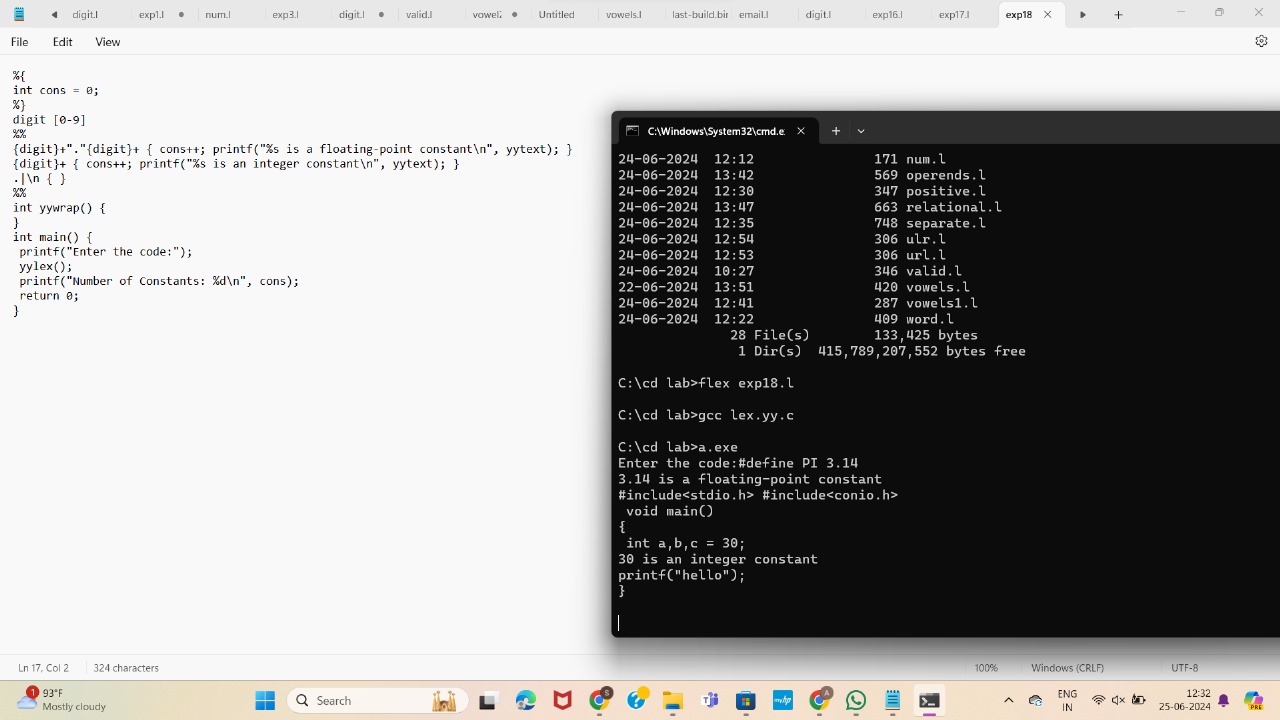 digit.l exp1.l num.l exp3.l digit.l valid.l vowel: Untitled vowels.l last-build.bin email.l digit.l exp16.l exp17.l exp18
File Edit View
%{
int cons = 0;
%}
digit [0-9]
%%
{digit}+"."{digit}+ { cons++; printf("%s is a floating-point constant\n", yytext); }
{digit}+ { cons++; printf("%s is an integer constant\n", yytext); }
.|\n { }
%%
int yywrap() {
}
int main() {
printf("Enter the code:");
yylex();
printf("Number of Constants: %d\n", cons);
return 0;
}
C:\Windows\System32\cmd.e
24-06-2024 12:12 171 num.l
24-06-2024 13:42 569 operends.l
24-06-2024 12:30 347 positive.l
24-06-2024 13:47 663 relational.l
24-06-2024 12:35 748 separate.l
24-06-2024 12:54 306 ulr.l
24-06-2024 12:53 306 url.l
24-06-2024 10:27 346 valid.l
22-06-2024 13:51 420 vowels.l
24-06-2024 12:41 287 vowels1.l
24-06-2024 12:22 409 word.l
28 File(s) 133,425 bytes
1 Dir(s) 415,789,207,552 bytes free
C:\cd lab>flex exp18.l
C:\cd lab>gcc lex.yy.c
C:\cd lab>a.exe
Enter the code:#define PI 3.14
3.14 is a floating-point constant
#include<stdio.h> #include<conio.h>
void main()
{
int a,b,c = 30;
30 is an integer constant
printf("hello");
}
Ln 17, Col 2 324 characters 100% Windows (CRLF) UTF-8
1 93°F
Mostly cloudy
Search
ENG
IN
12:32
25-06-2024